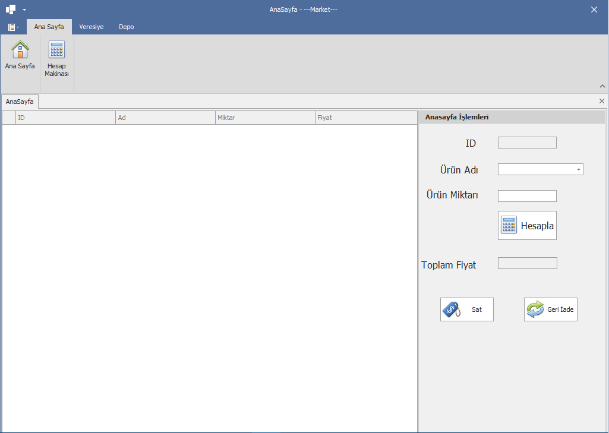 AnaSayfa - ---Market---
Ana Sayfa Veresiye Depo
Ana Sayfa
Hesap
Makinası
AnaSayfa
ID Ad Miktar Fiyat
Anasayfa İşlemleri
ID
Ürün Adı
Ürün Miktarı
Hesapla
Toplam Fiyat
Sat
Geri İade